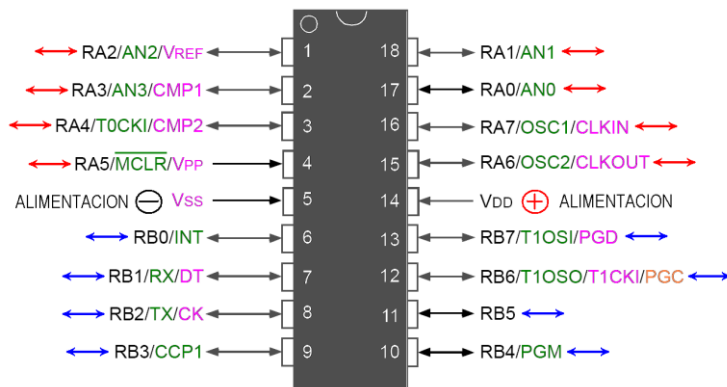 RA2/AN2/VREF 1 18 RA1/AN1
RA3/AN3/CMP1 2 17 RA0/AN0
RA4/T0CKI/CMP2 3 16 RA7/OSC1/CLKIN
RA5/MCLR/VPP 4 15 RA6/OSC2/CLKOUT
ALIMENTACION − VSS 5 14 VDD + ALIMENTACION
RB0/INT 6 13 RB7/T1OSI/PGD
RB1/RX/DT 7 12 RB6/T1OSO/T1CKI/PGC
RB2/TX/CK 8 11 RB5
RB3/CCP1 9 10 RB4/PGM